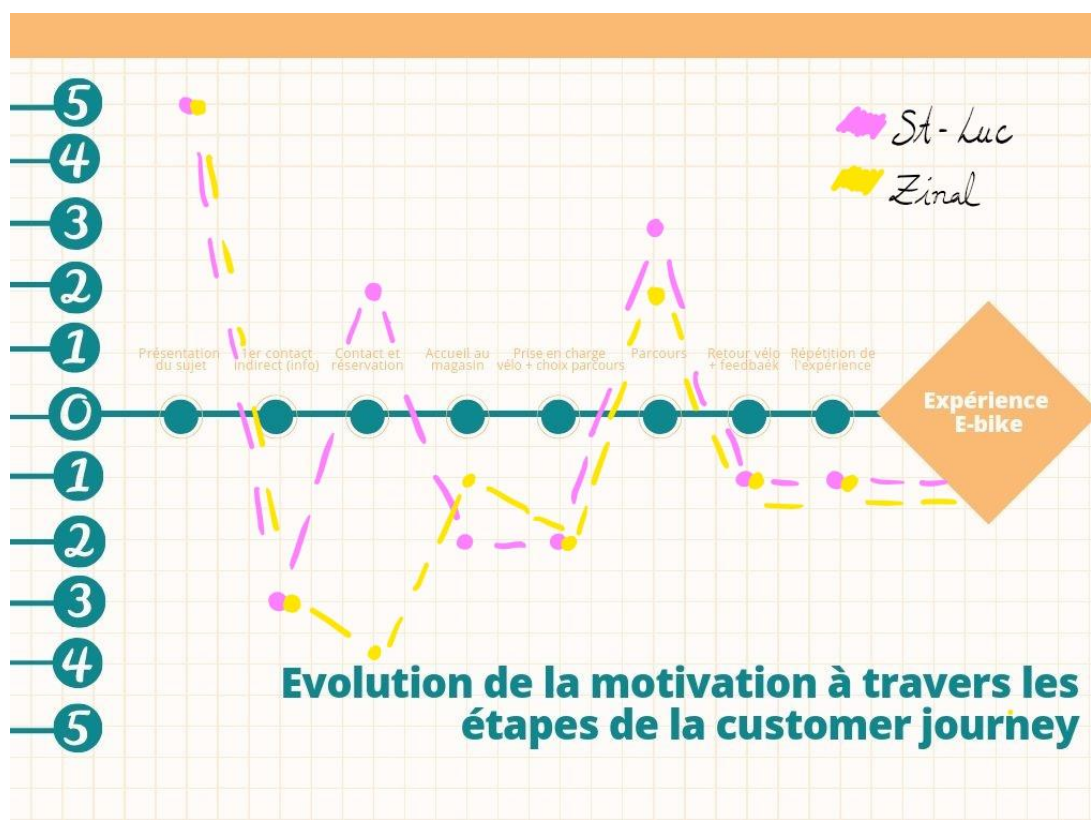 5
4
3
2
1
0
1
2
3
4
5
St-Luc
Zinal
Présentation
du sujet
1er contact
indirect (info)
Contact et
réservation
Accueil au
magasin
Prise en charge
vélo + choix parcours
Parcours
Retour vélo
+ feedback
Répétition de
l'expérience
Expérience
E-bike
Evolution de la motivation à travers les
étapes de la customer journey